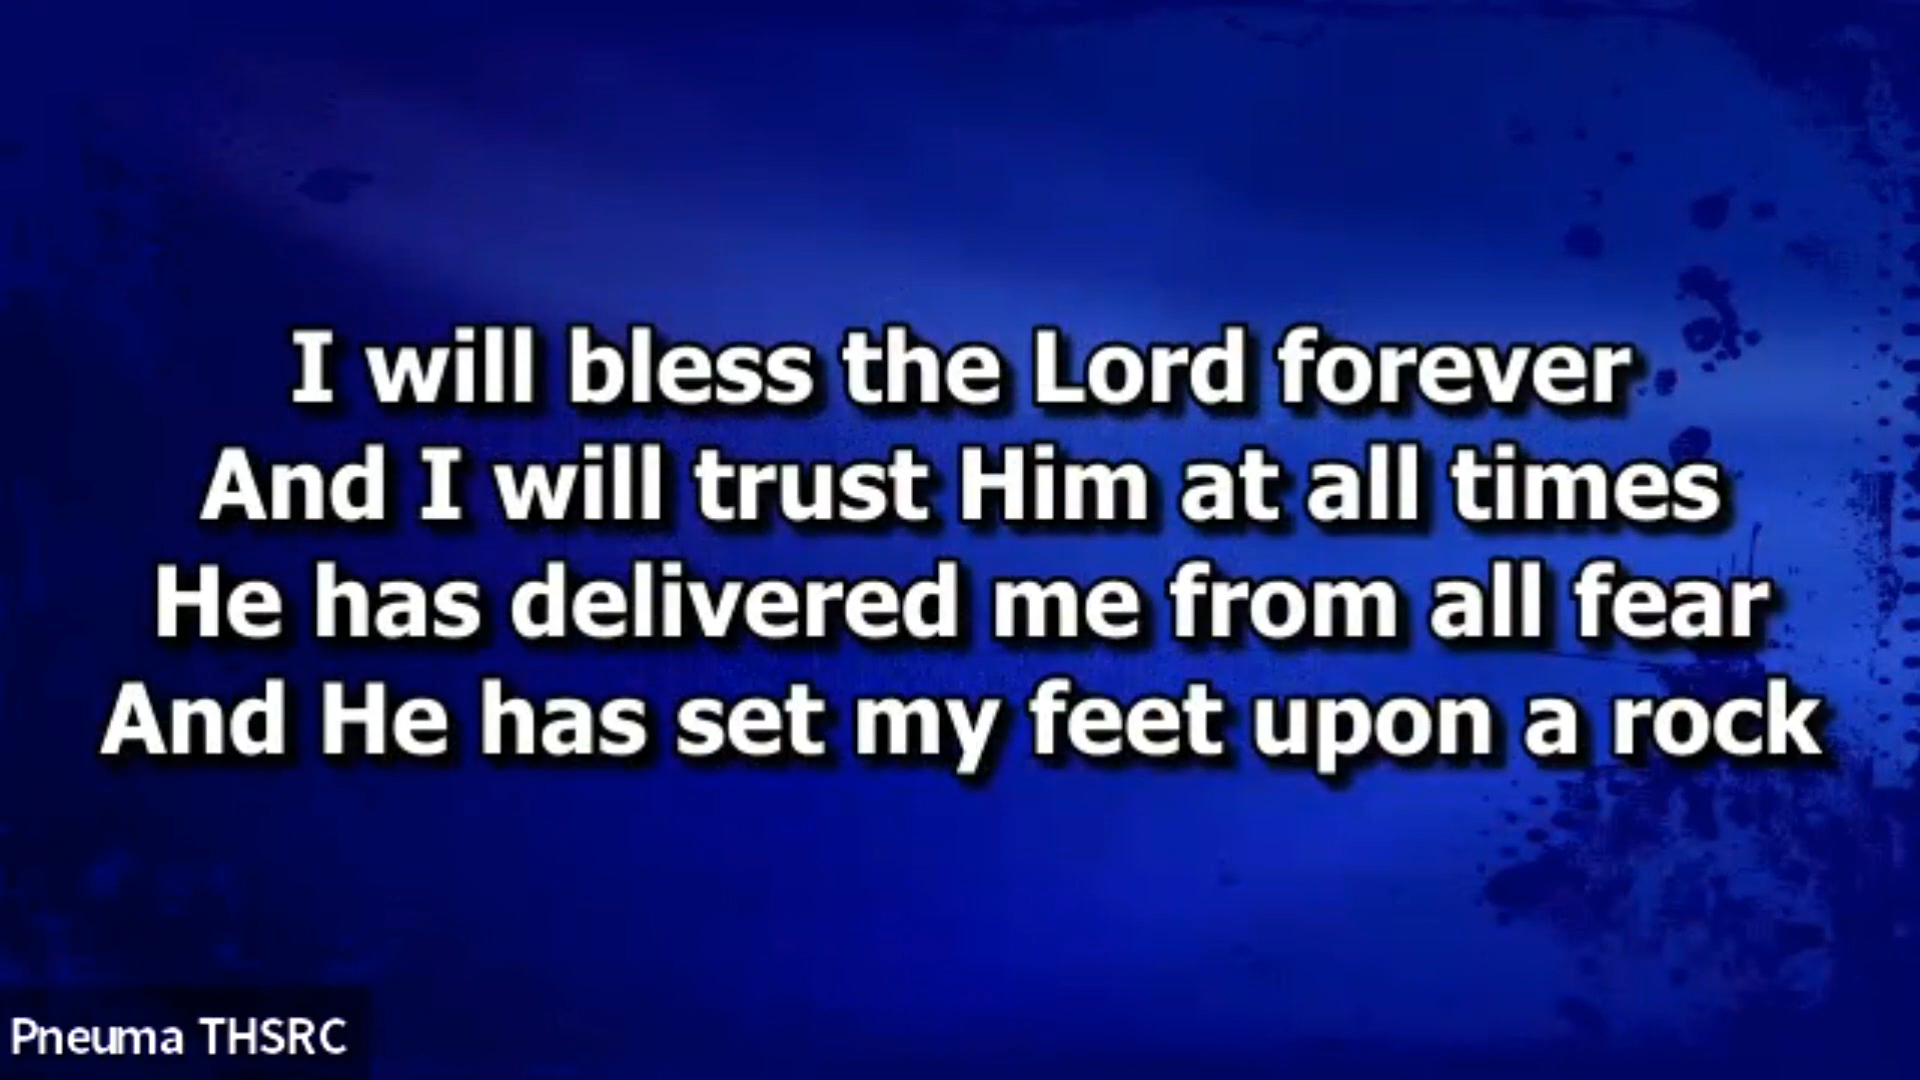 I will bless the Lord forever
And I will trust Him at all times
He has delivered me from all fear
And He has set my feet upon a rock
Pneuma THSRC